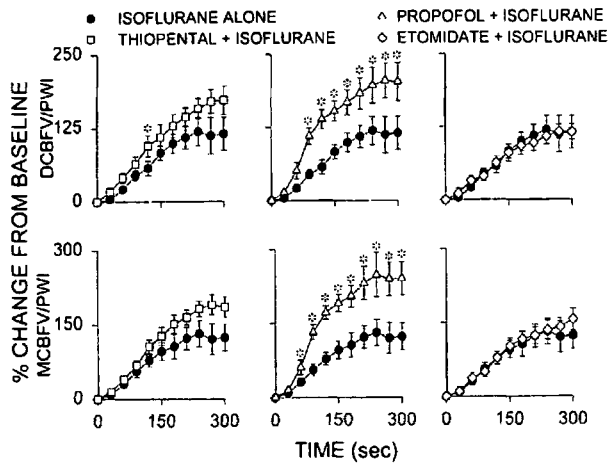 ISOFLURANE ALONE
PROPOFOL + ISOFLURANE
THIOPENTAL + ISOFLURANE
ETOMIDATE + ISOFLURANE
% CHANGE FROM BASELINE
DCBFV/PWI
250
125
0
MCBFV/PWI
300
150
0
0 150 300 0 150 300 0 150 300
TIME (sec)